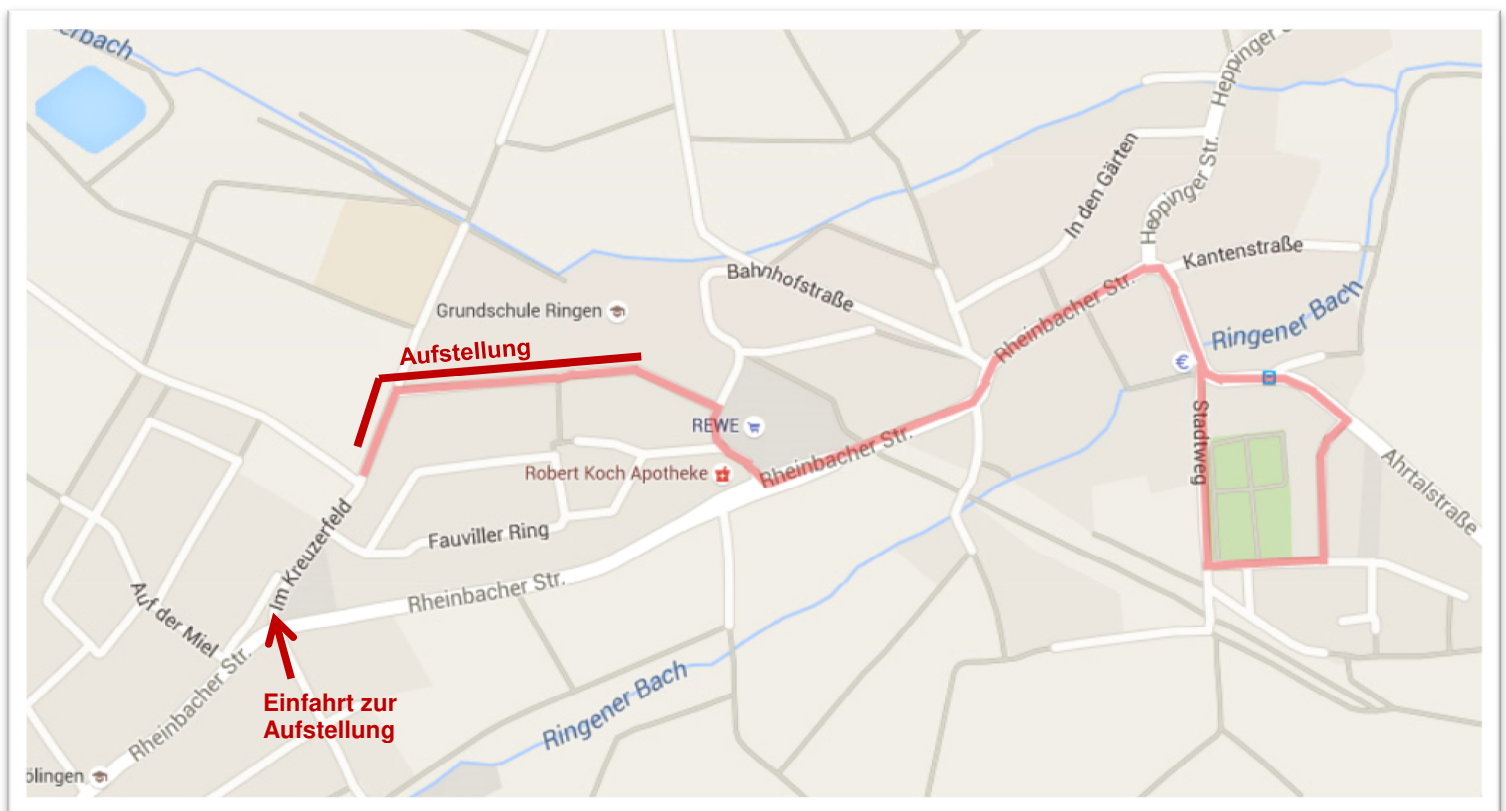 erbach
Heppinger S
Heppinger Str.
In den Gärten
Kantenstraße
Bahnhofstraße
Rheinbacher Str.
Ringener Bach
Grundschule Ringen
Aufstellung
€
REWE
Stadtweg
Rheinbacher Str.
Robert Koch Apotheke
Ahrtalstraße
Fauviller Ring
Im Kreuzerfeld
Rheinbacher Str.
Auf der Miel
Rheinbacher Str.
Einfahrt zur
Aufstellung
Ringener Bach
ölingen